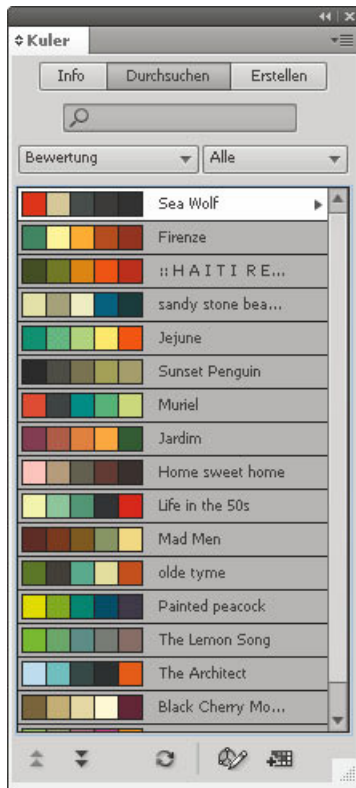 Kuler
Info Durchsuchen Erstellen
Bewertung Alle
Sea Wolf
Firenze
:: H A I T I R E...
sandy stone bea...
Jejune
Sunset Penguin
Muriel
Jardim
Home sweet home
Life in the 50s
Mad Men
olde tyme
Painted peacock
The Lemon Song
The Architect
Black Cherry Mo...